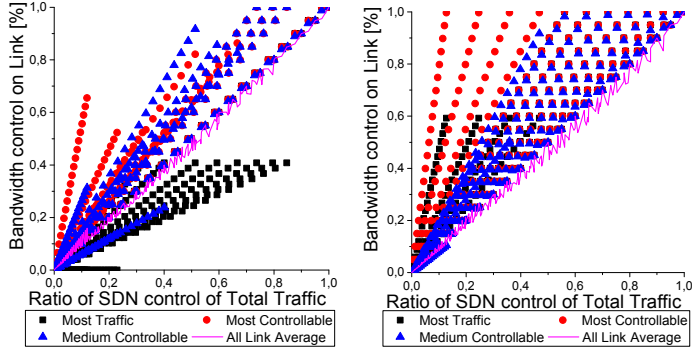 Bandwidth control on Link [%]
1,0
0,8
0,6
0,4
0,2
0,0
0,0 0,2 0,4 0,6 0,8 1,0
Ratio of SDN control of Total Traffic
Most Traffic Most Controllable
Medium Controllable All Link Average
Bandwidth control on Link [%]
1,0
0,8
0,6
0,4
0,2
0,0
0,0 0,2 0,4 0,6 0,8 1,0
Ratio of SDN control of Total Traffic
Most Traffic Most Controllable
Medium Controllable All Link Average